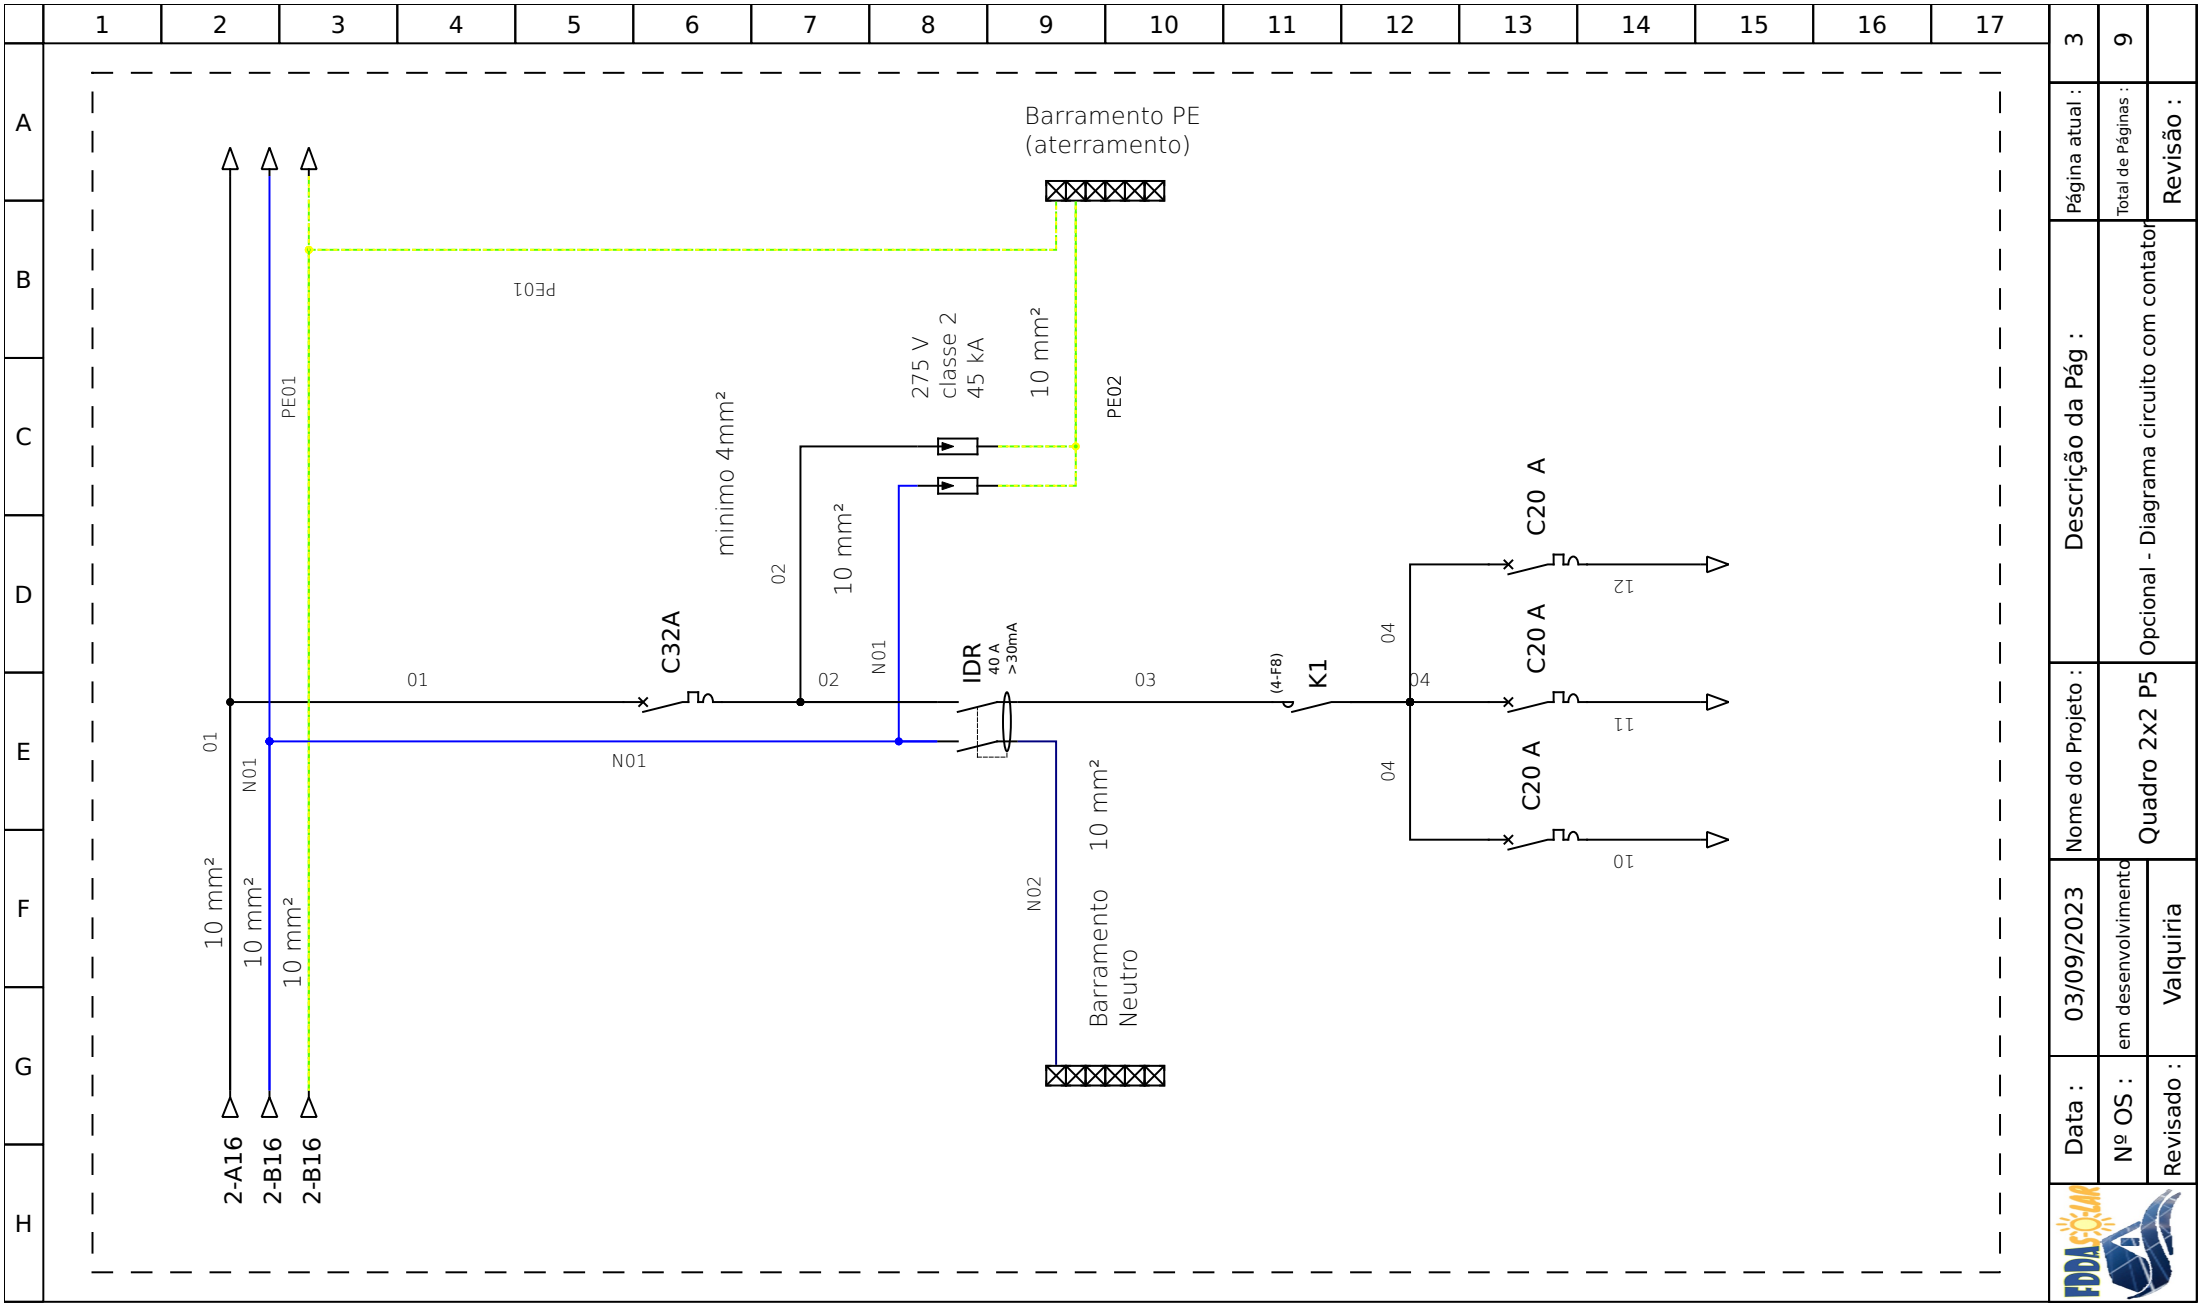 1 2 3 4 5 6 7 8 9 10 11 12 13 14 15 16 17
A
B
C
D
E
F
G
H
Barramento PE
(aterramento)
PE01
PE01
275 V
classe 2
45 kA
10 mm²
PE02
minimo 4mm²
10 mm²
02
N01
C32A
01
02
IDR
40 A
>30mA
03
(4-F8)
K1
04
04
04
C20 A
12
C20 A
11
C20 A
10
01
N01
N01
10 mm²
10 mm²
10 mm²
N02
Barramento 10 mm²
Neutro
2-A16
2-B16
2-B16
Página atual :
3
Total de Páginas :
9
Revisão :
Descrição da Pág :
Opcional - Diagrama circuito com contator
Nome do Projeto :
Quadro 2x2 P5
Data :
03/09/2023
Nº OS :
em desenvolvimento
Revisado :
Valquiria
EDDASOLAR